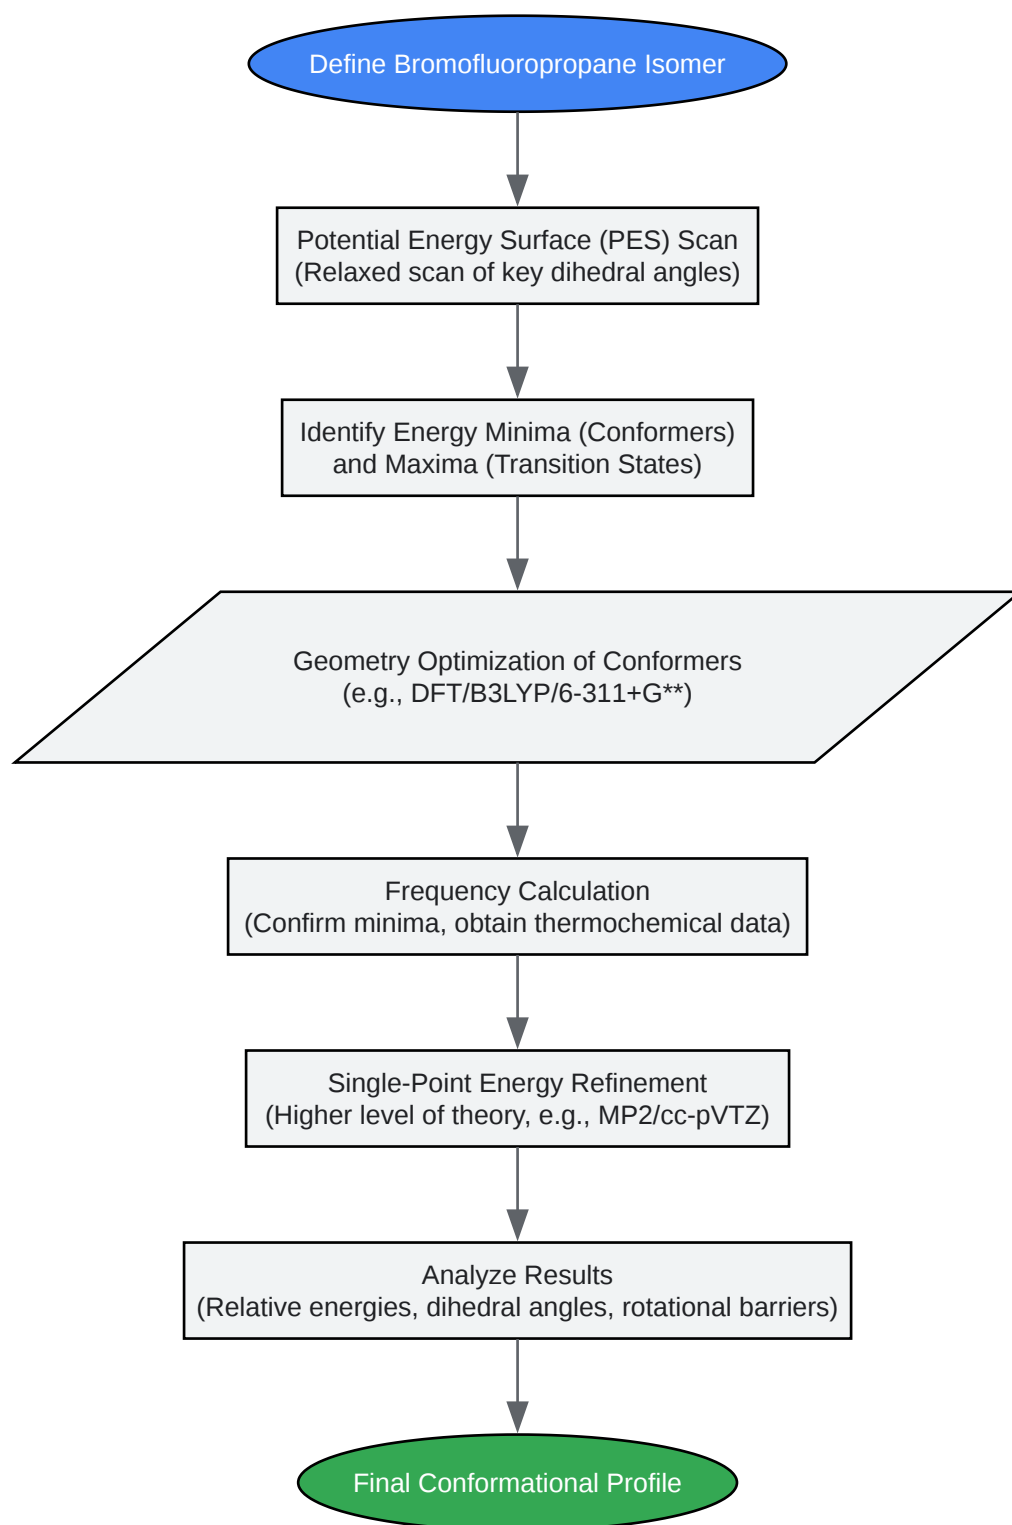 Define Bromofluoropropane Isomer
Potential Energy Surface (PES) Scan
(Relaxed scan of key dihedral angles)
Identify Energy Minima (Conformers)
and Maxima (Transition States)
Geometry Optimization of Conformers
(e.g., DFT/B3LYP/6-311+G**)
Frequency Calculation
(Confirm minima, obtain thermochemical data)
Single-Point Energy Refinement
(Higher level of theory, e.g., MP2/cc-pVTZ)
Analyze Results
(Relative energies, dihedral angles, rotational barriers)
Final Conformational Profile